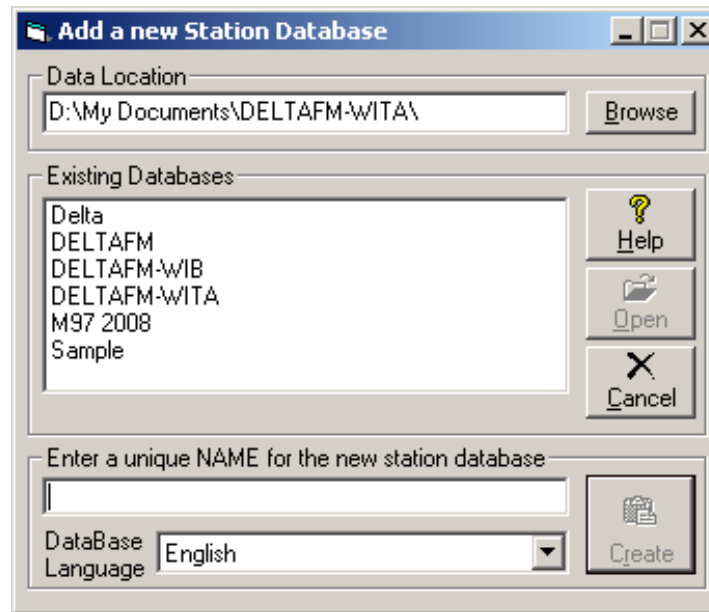 Add a new Station Database
Data Location
D:\My Documents\DELTAFM-WITA\
Browse
Existing Databases
Delta
DELTAFM
DELTAFM-WIB
DELTAFM-WITA
M97 2008
Sample
Help
Open
Cancel
Enter a unique NAME for the new station database
DataBase
Language
English
Create